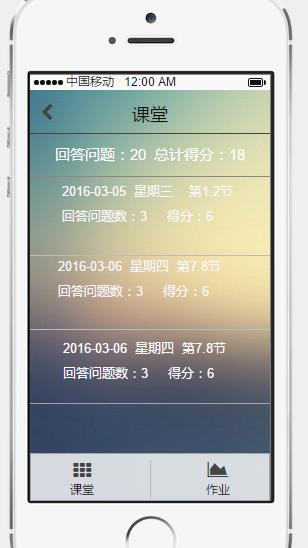 中国移动 12:00 AM
课堂
回答问题：20 总计得分：18
2016-03-05 星期三 第1.2节
回答问题数：3 得分：6
2016-03-06 星期四 第7.8节
回答问题数：3 得分：6
2016-03-06 星期四 第7.8节
回答问题数：3 得分：6
课堂 作业